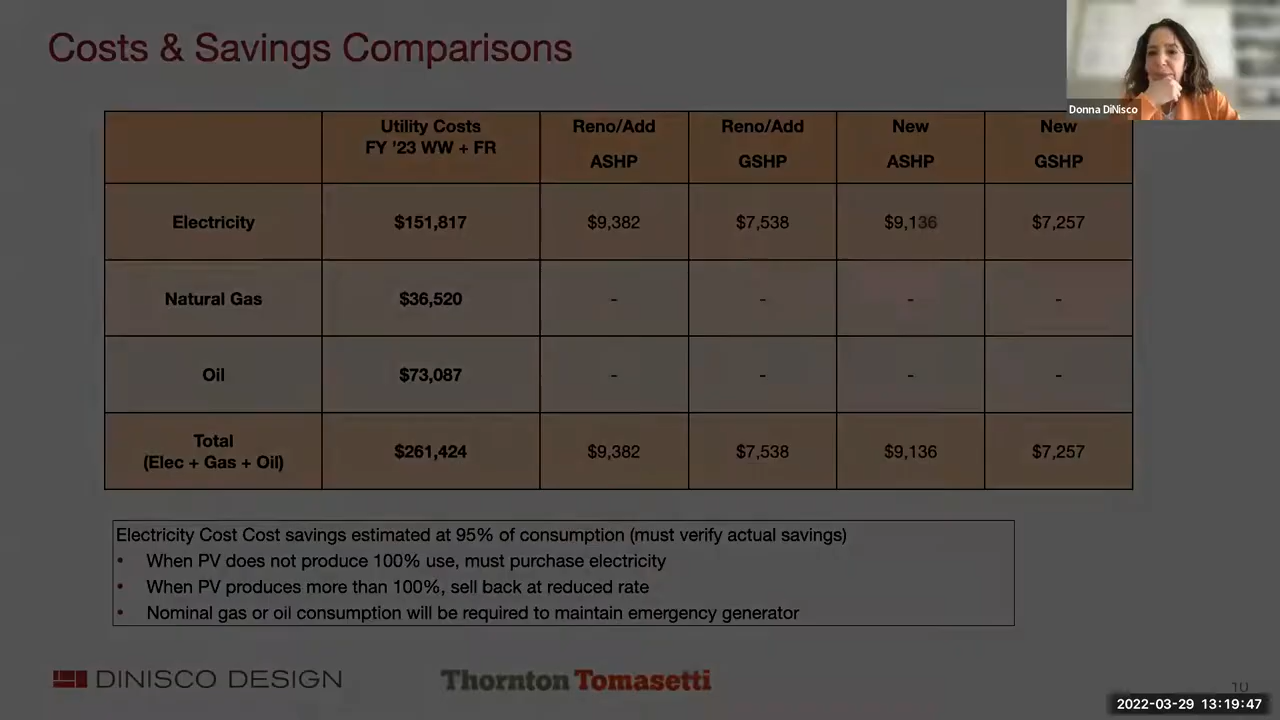 Costs & Savings Comparisons
Donna DiNisco
Utility Costs FY '23 WW + FR Reno/Add ASHP Reno/Add GSHP New ASHP New GSHP
Electricity $151,817 $9,382 $7,538 $9,136 $7,257
Natural Gas $36,520 - - - -
Oil $73,087 - - - -
Total (Elec + Gas + Oil) $261,424 $9,382 $7,538 $9,136 $7,257
Electricity Cost Cost savings estimated at 95% of consumption (must verify actual savings)
• When PV does not produce 100% use, must purchase electricity
• When PV produces more than 100%, sell back at reduced rate
• Nominal gas or oil consumption will be required to maintain emergency generator
DINISCO DESIGN Thornton Tomasetti 10
2022-03-29 13:19:47